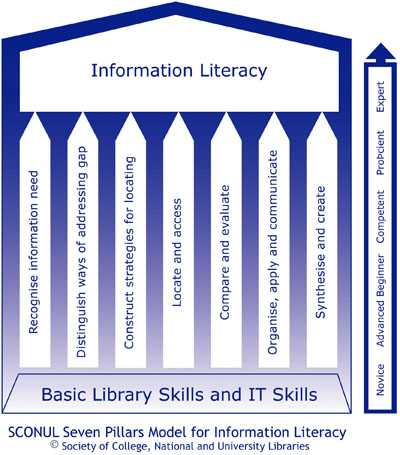 Information Literacy
Recognise information need
Distinguish ways of addressing gap
Construct strategies for locating
Locate and access
Compare and evaluate
Organise, apply and communicate
Synthesise and create
Basic Library Skills and IT Skills
Novice
Advanced Beginner
Competent
ProÞcient
Expert
SCONUL Seven Pillars Model for Information Literacy
© Society of College, National and University Libraries